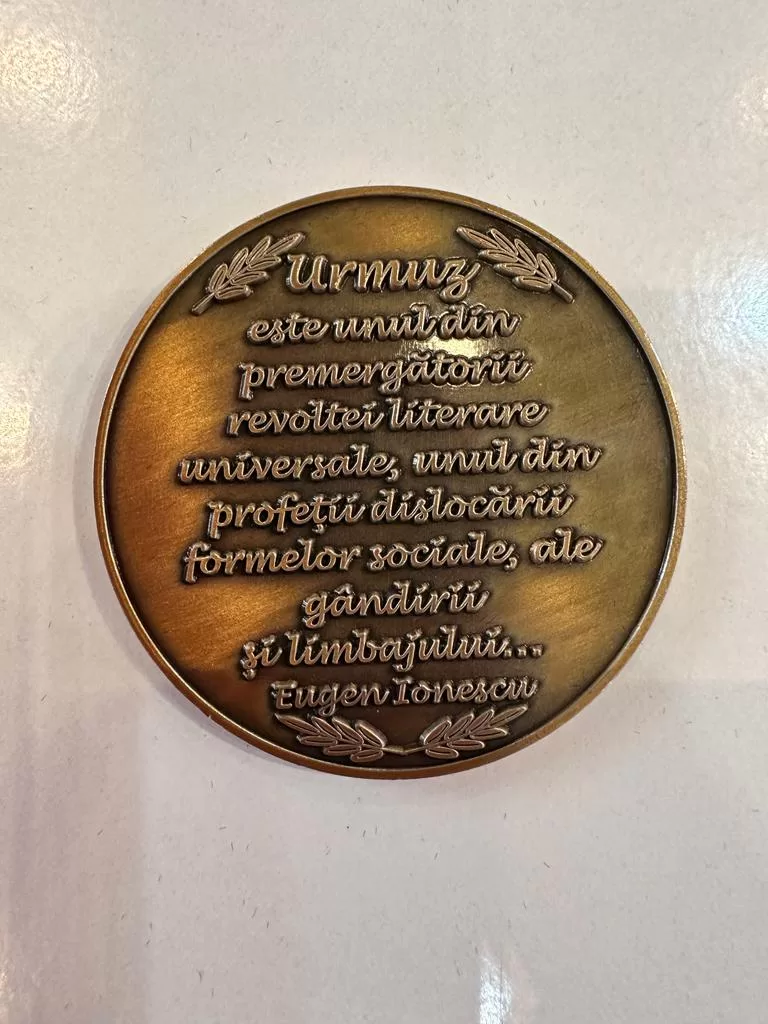 Urmuz
este unul din
premergătorii
revoltei literare
universale, unul din
profeții dislocării
formelor sociale, ale
gândirii
și limbajului...
Eugen Ionescu